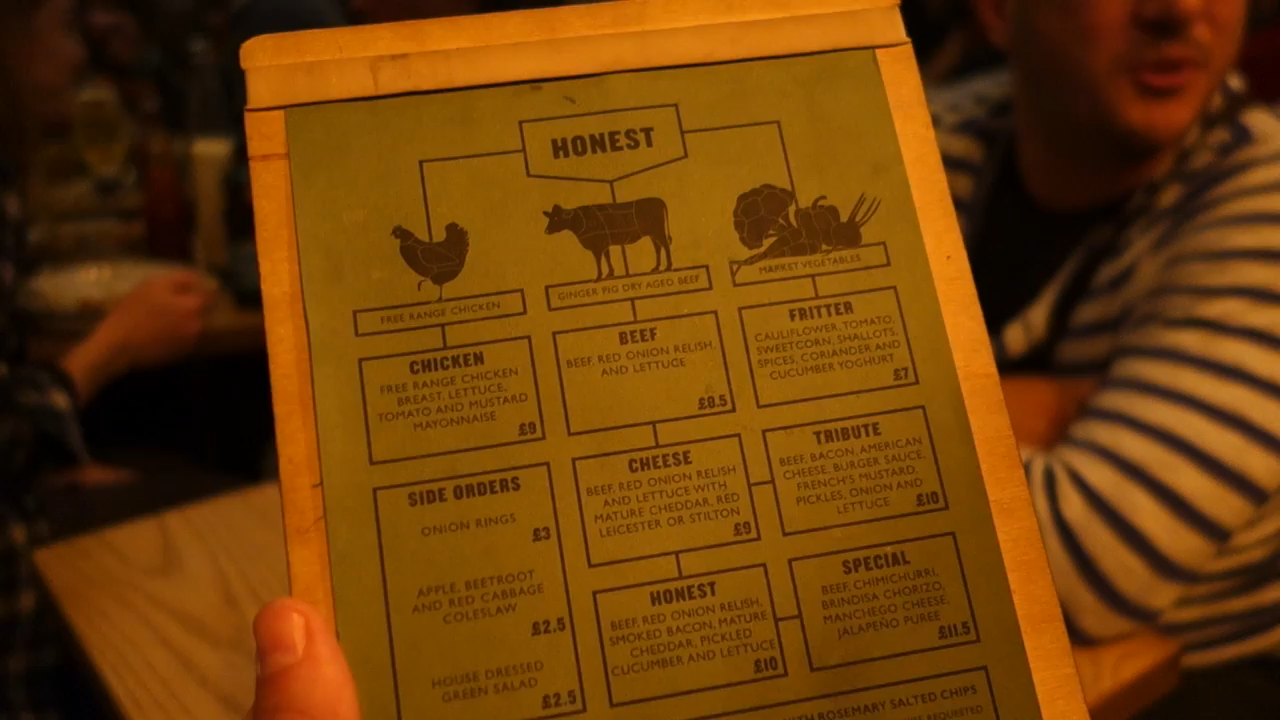 HONEST
FREE RANGE CHICKEN
GINGER PIG DRY AGED BEEF
MARKET VEGETABLES
CHICKEN
FREE RANGE CHICKEN
BREAST, LETTUCE,
TOMATO AND MUSTARD
MAYONNAISE
£9
SIDE ORDERS
ONION RINGS
£3
APPLE, BEETROOT
AND RED CABBAGE
COLESLAW
£2.5
HOUSE DRESSED
GREEN SALAD
£2.5
BEEF
BEEF, RED ONION RELISH,
AND LETTUCE
£8.5
CHEESE
BEEF, RED ONION RELISH
AND LETTUCE WITH
MATURE CHEDDAR, RED
LEICESTER OR STILTON
£9
HONEST
BEEF, RED ONION RELISH,
SMOKED BACON, MATURE
CHEDDAR, PICKLED
CUCUMBER AND LETTUCE
£10
FRITTER
CAULIFLOWER, TOMATO,
SWEETCORN, SHALLOTS,
SPICES, CORIANDER AND
CUCUMBER YOGHURT
£7
TRIBUTE
BEEF, BACON, AMERICAN
CHEESE, BURGER SAUCE,
FRENCH'S MUSTARD,
PICKLES, ONION AND
LETTUCE
£10
SPECIAL
BEEF, CHIMICHURRI,
BRINDISA CHORIZO,
MANCHEGO CHEESE,
JALAPEÑO PUREE
£11.5
WITH ROSEMARY SALTED CHIPS
REQUESTED